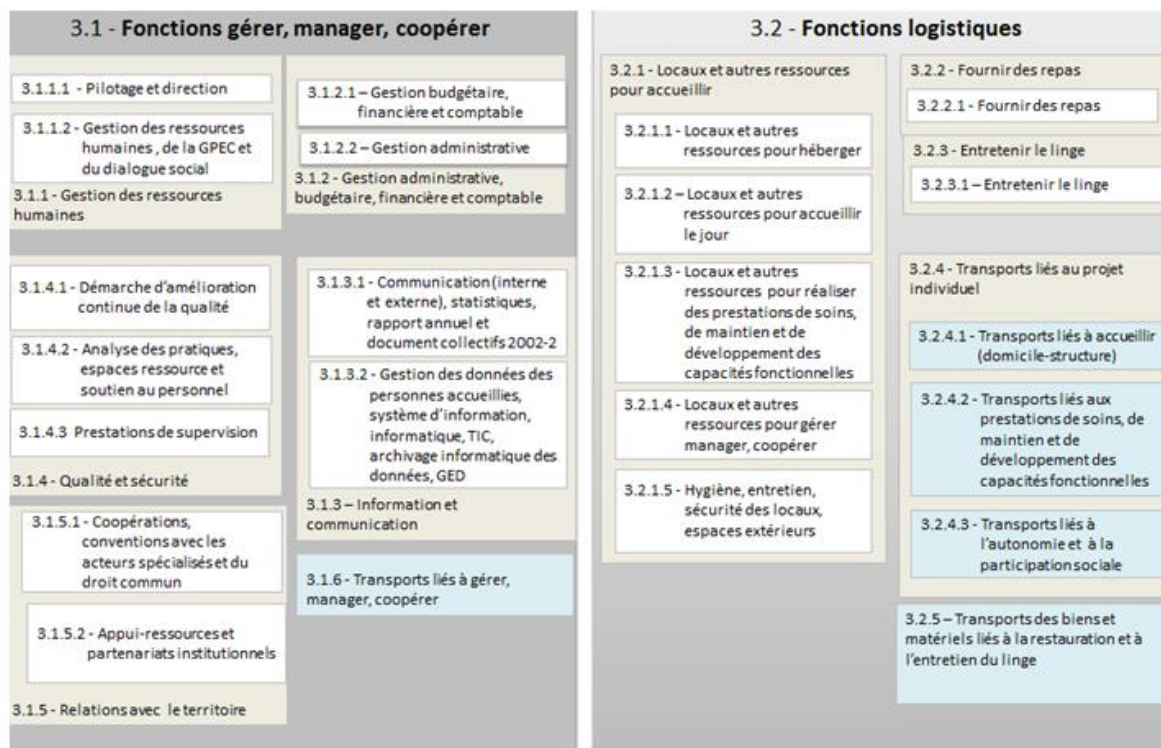 3.1 - Fonctions gérer, manager, coopérer
3.1.1.1 - Pilotage et direction
3.1.1.2 - Gestion des ressources
humaines , de la GPEC et
du dialogue social
3.1.1 - Gestion des ressources
humaines
3.1.2.1 – Gestion budgétaire,
financière et comptable
3.1.2.2 – Gestion administrative
3.1.2 - Gestion administrative,
budgétaire, financière et comptable
3.1.4.1 - Démarche d'amélioration
continue de la qualité
3.1.4.2 - Analyse des pratiques,
espaces ressource et
soutien au personnel
3.1.4.3 Prestations de supervision
3.1.4 - Qualité et sécurité
3.1.3.1 - Communication (interne
et externe), statistiques,
rapport annuel et
document collectifs 2002-2
3.1.3.2 - Gestion des données des
personnes accueillies,
système d'information,
informatique, TIC,
archivage informatique des
données, GED
3.1.3 – Information et
communication
3.1.5.1 - Coopérations,
conventions avec les
acteurs spécialisés et du
droit commun
3.1.5.2 - Appui-ressources et
partenariats institutionnels
3.1.5 - Relations avec le territoire
3.1.6 - Transports liés à gérer,
manager, coopérer
3.2 - Fonctions logistiques
3.2.1 - Locaux et autres ressources
pour accueillir
3.2.1.1 - Locaux et autres
ressources pour héberger
3.2.1.2 – Locaux et autres
ressources pour accueillir
le jour
3.2.1.3 - Locaux et autres
ressources pour réaliser
des prestations de soins,
de maintien et de
développement des
capacités fonctionnelles
3.2.1.4 - Locaux et autres
ressources pour gérer
manager, coopérer
3.2.1.5 - Hygiène, entretien,
sécurité des locaux,
espaces extérieurs
3.2.2 - Fournir des repas
3.2.2.1 - Fournir des repas
3.2.3 - Entretenir le linge
3.2.3.1 – Entretenir le linge
3.2.4 - Transports liés au projet
individuel
3.2.4.1 - Transports liés à accueillir
(domicile-structure)
3.2.4.2 - Transports liés aux
prestations de soins, de
maintien et de
développement des
capacités fonctionnelles
3.2.4.3 - Transports liés à
l'autonomie et à la
participation sociale
3.2.5 – Transports des biens et
matériels liés à la restauration et à
l'entretien du linge